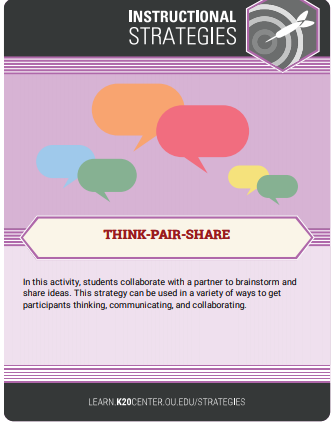 INSTRUCTIONAL
STRATEGIES
THINK-PAIR-SHARE
In this activity, students collaborate with a partner to brainstorm and
share ideas. This strategy can be used in a variety of ways to get
participants thinking, communicating, and collaborating.
LEARN.K20CENTER.OU.EDU/STRATEGIES